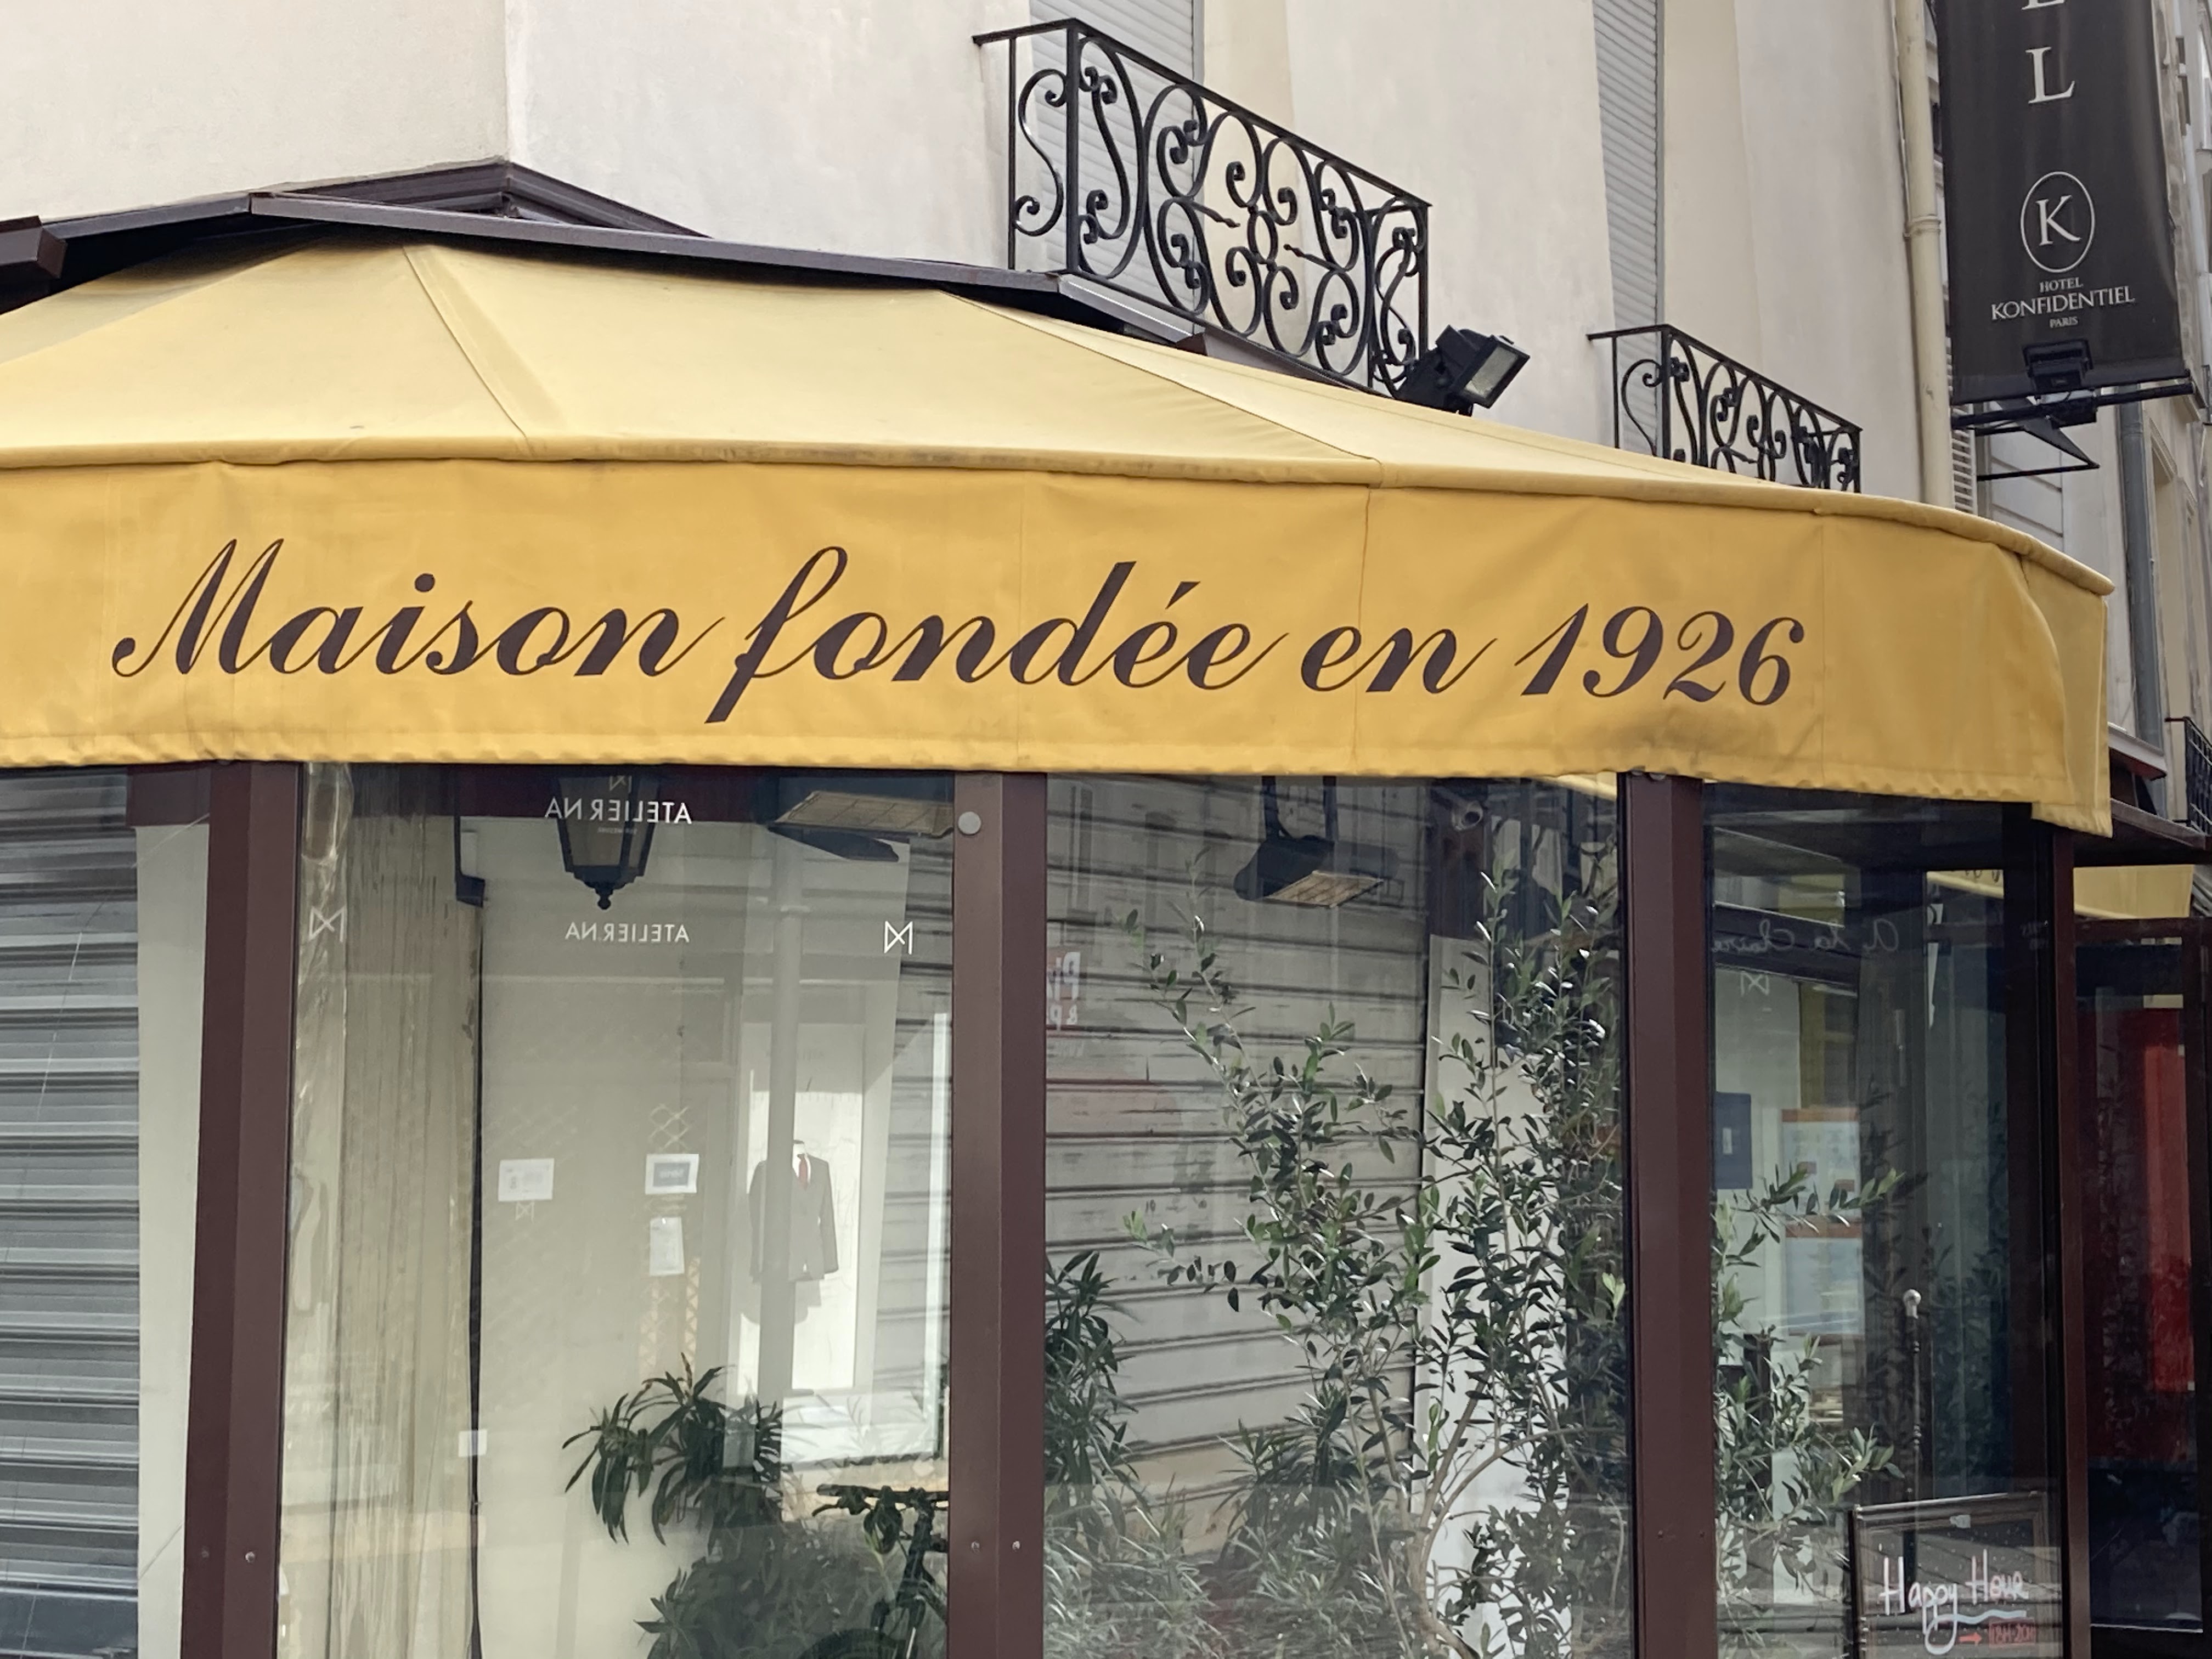 L
K
HOTEL
KONFIDENTIEL
PARIS
Maison fondée en 1926
ATELIER NA
ATELIER NA
Happy Hour